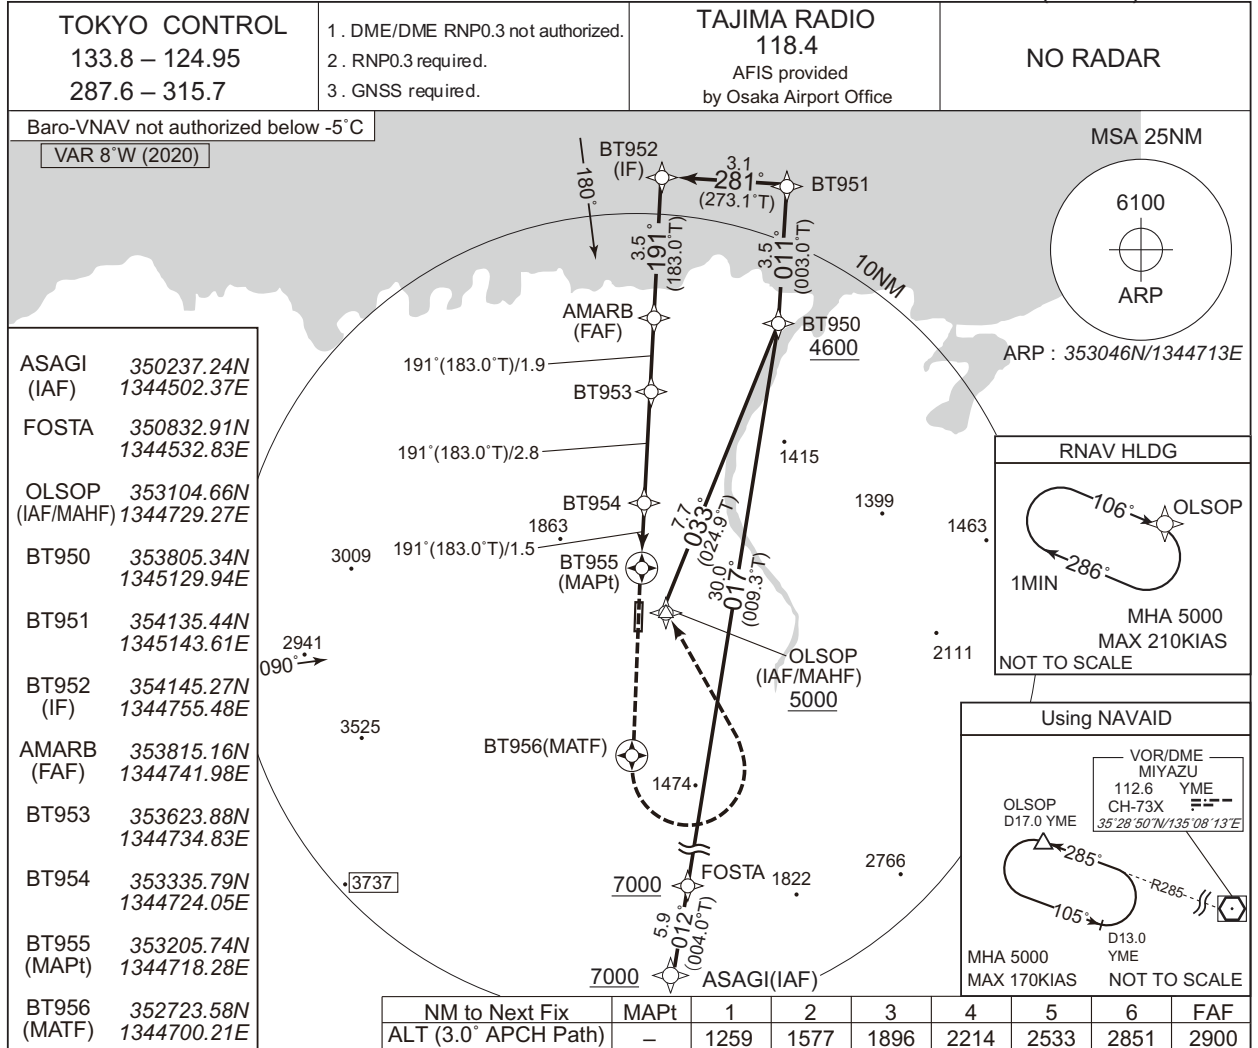 TOKYO CONTROL
133.8 – 124.95
287.6 – 315.7
1 . DME/DME RNP0.3 not authorized.
2 . RNP0.3 required.
3 . GNSS required.
TAJIMA RADIO
118.4
AFIS provided
by Osaka Airport Office
NO RADAR
Baro-VNAV not authorized below -5˚C
VAR 8˚W (2020)
MSA 25NM
6100
ARP
ARP : 353046N/1344713E
BT952
(IF)
3.1
281˚
(273.1˚T)
BT951
180˚
3.5
191˚
(183.0˚T)
3.5
011˚
(003.0˚T)
10NM
AMARB
(FAF)
BT950
4600
191˚(183.0˚T)/1.9
BT953
191˚(183.0˚T)/2.8
1415
BT954
1863
191˚(183.0˚T)/1.5
BT955
(MAPt)
7.7
033˚
(024.9˚T)
30.0
017˚
(009.3˚T)
1399
1463
3009
2941
090˚
OLSOP
(IAF/MAHF)
5000
2111
3525
BT956(MATF)
1474
3737
7000
FOSTA
1822
2766
5.9
012˚
(004.0˚T)
7000
ASAGI(IAF)
ASAGI 350237.24N
(IAF) 1344502.37E
FOSTA 350832.91N
1344532.83E
OLSOP 353104.66N
(IAF/MAHF) 1344729.27E
BT950 353805.34N
1345129.94E
BT951 354135.44N
1345143.61E
BT952 354145.27N
(IF) 1344755.48E
AMARB 353815.16N
(FAF) 1344741.98E
BT953 353623.88N
1344734.83E
BT954 353335.79N
1344724.05E
BT955 353205.74N
(MAPt) 1344718.28E
BT956 352723.58N
(MATF) 1344700.21E
RNAV HLDG
106˚
OLSOP
286˚
1MIN
MHA 5000
MAX 210KIAS
NOT TO SCALE
Using NAVAID
VOR/DME
MIYAZU
112.6 YME
CH-73X
35˚28´50˝N/135˚08´13˝E
OLSOP
D17.0 YME
285˚
R285
105˚
D13.0
YME
MHA 5000
MAX 170KIAS
NOT TO SCALE
NM to Next Fix MAPt 1 2 3 4 5 6 FAF
ALT (3.0˚ APCH Path) – 1259 1577 1896 2214 2533 2851 2900